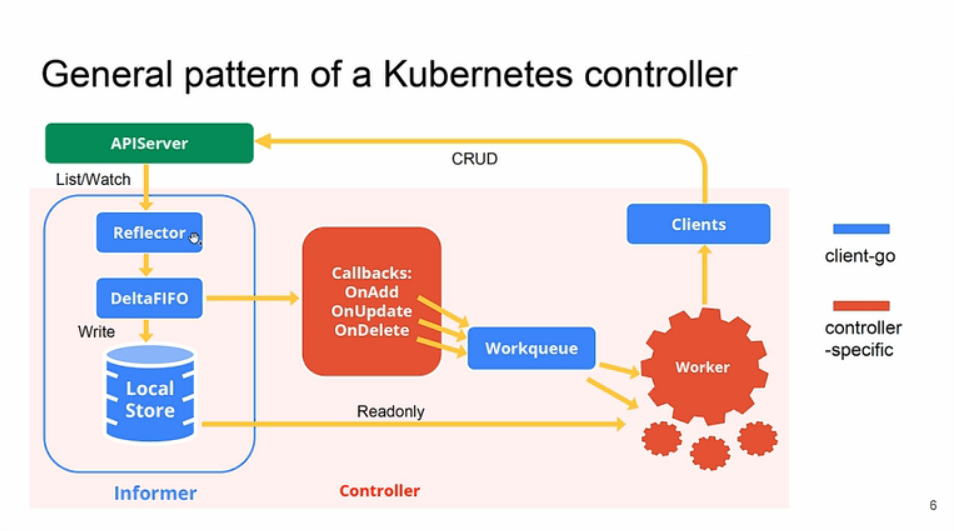 General pattern of a Kubernetes controller
APIServer
CRUD
List/Watch
Reflector
Clients
client-go
Callbacks:
OnAdd
OnUpdate
OnDelete
DeltaFIFO
Write
Workqueue
controller
-specific
Worker
Local
Store
Readonly
Informer
Controller
6